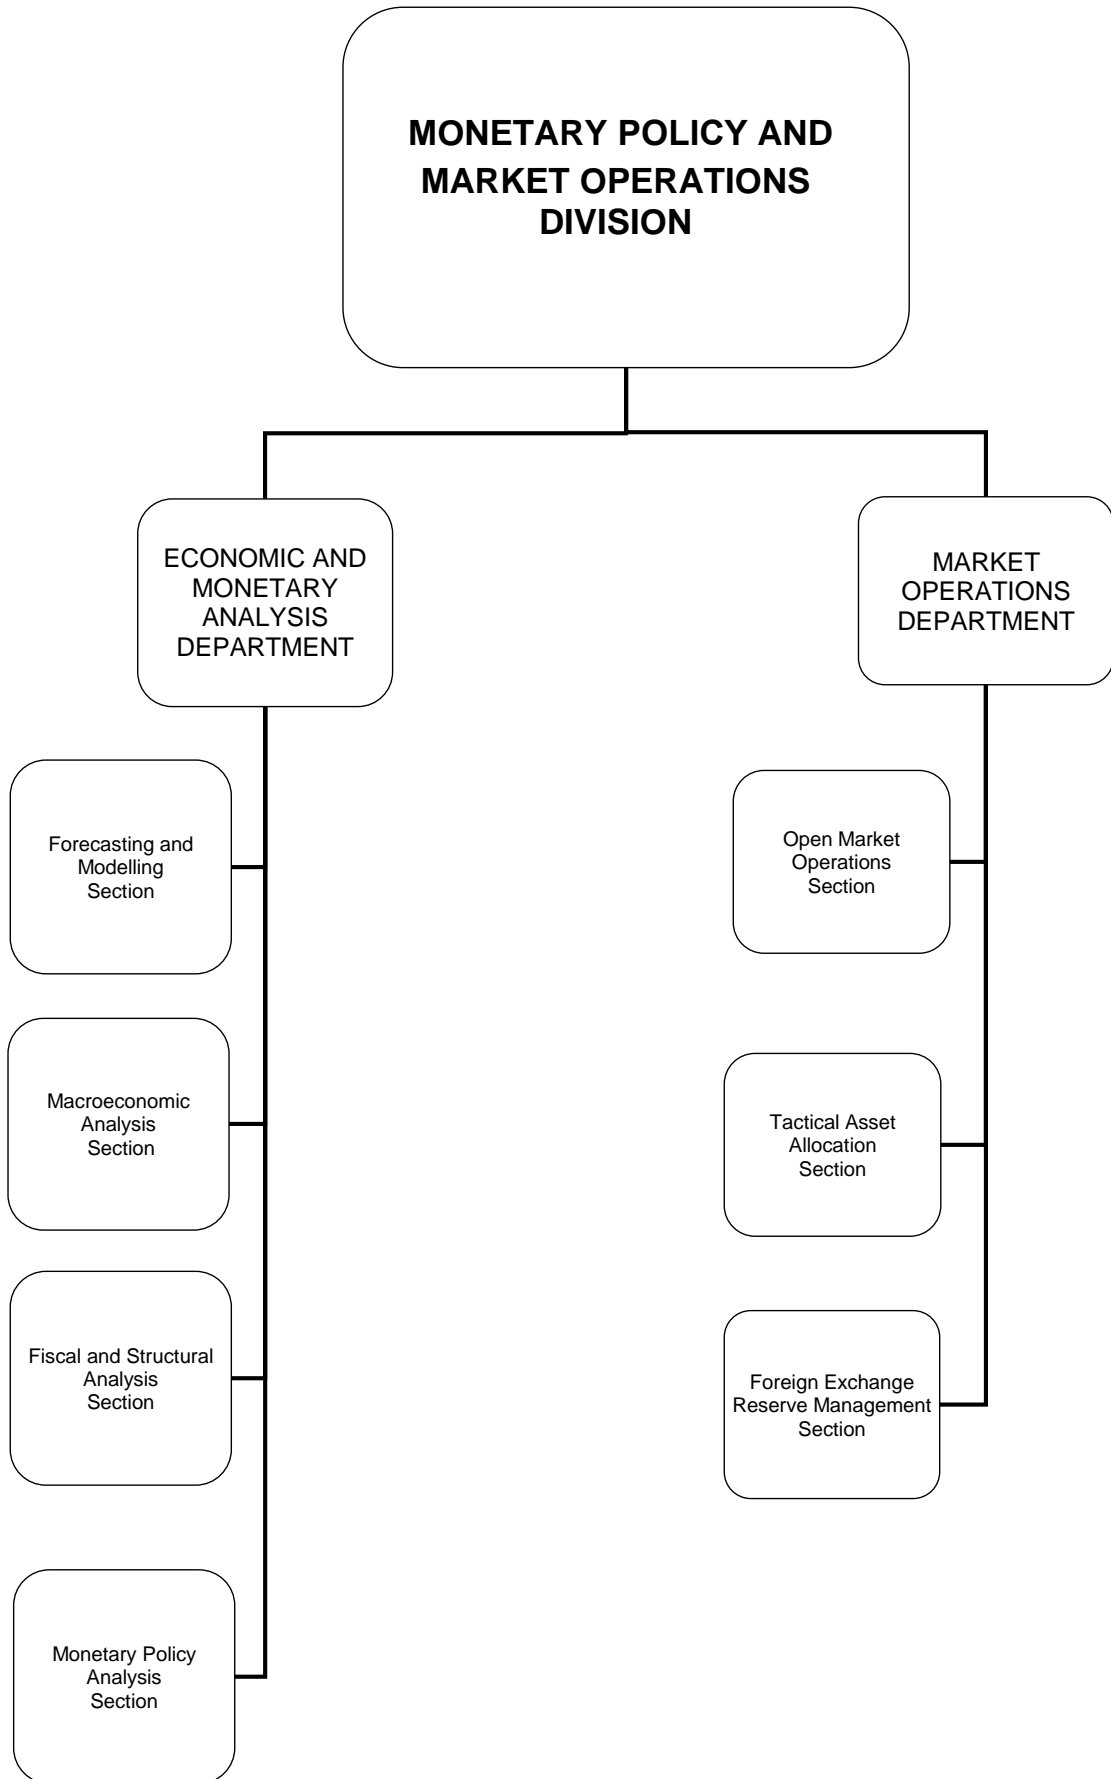 MONETARY POLICY AND
MARKET OPERATIONS
DIVISION
ECONOMIC AND
MONETARY
ANALYSIS
DEPARTMENT
MARKET
OPERATIONS
DEPARTMENT
Forecasting and
Modelling
Section
Macroeconomic
Analysis
Section
Fiscal and Structural
Analysis
Section
Monetary Policy
Analysis
Section
Open Market
Operations
Section
Tactical Asset
Allocation
Section
Foreign Exchange
Reserve Management
Section